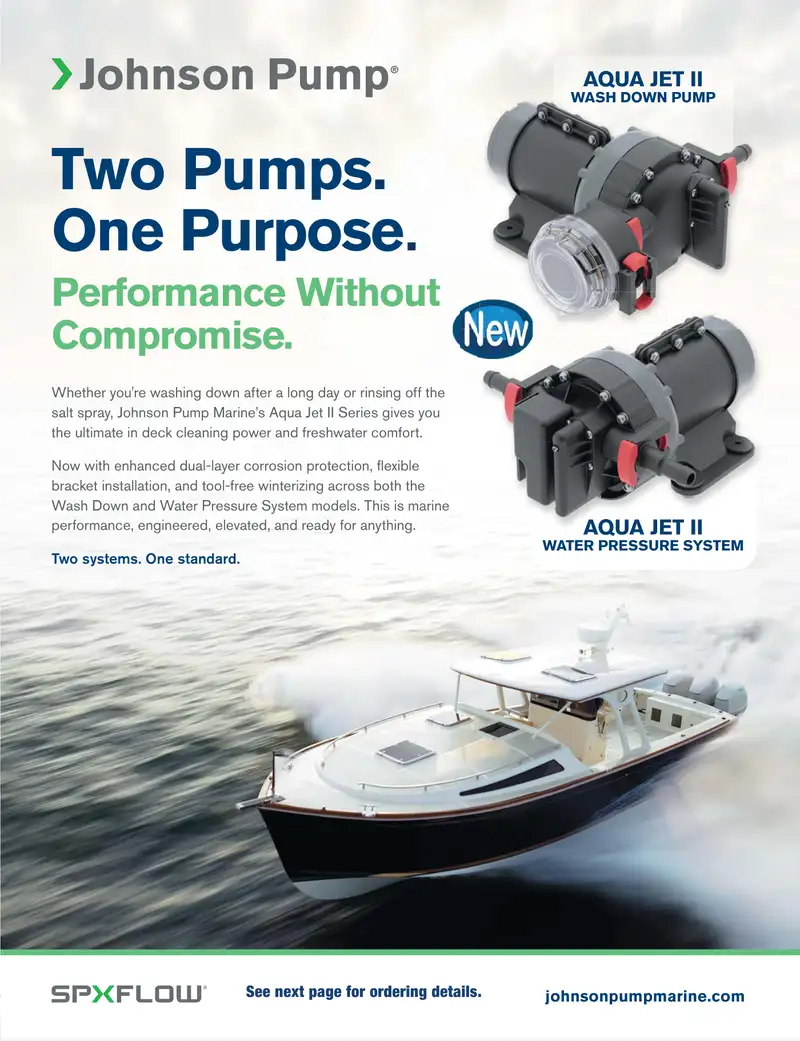 Johnson Pump®
AQUA JET II
WASH DOWN PUMP
Two Pumps.
One Purpose.
Performance Without
Compromise.
New
Whether you're washing down after a long day or rinsing off the
salt spray, Johnson Pump Marine's Aqua Jet II Series gives you
the ultimate in deck cleaning power and freshwater comfort.
Now with enhanced dual-layer corrosion protection, flexible
bracket installation, and tool-free winterizing across both the
Wash Down and Water Pressure System models. This is marine
performance, engineered, elevated, and ready for anything.
Two systems. One standard.
AQUA JET II
WATER PRESSURE SYSTEM
SPXFLOW®
See next page for ordering details.
johnsonpumpmarine.com